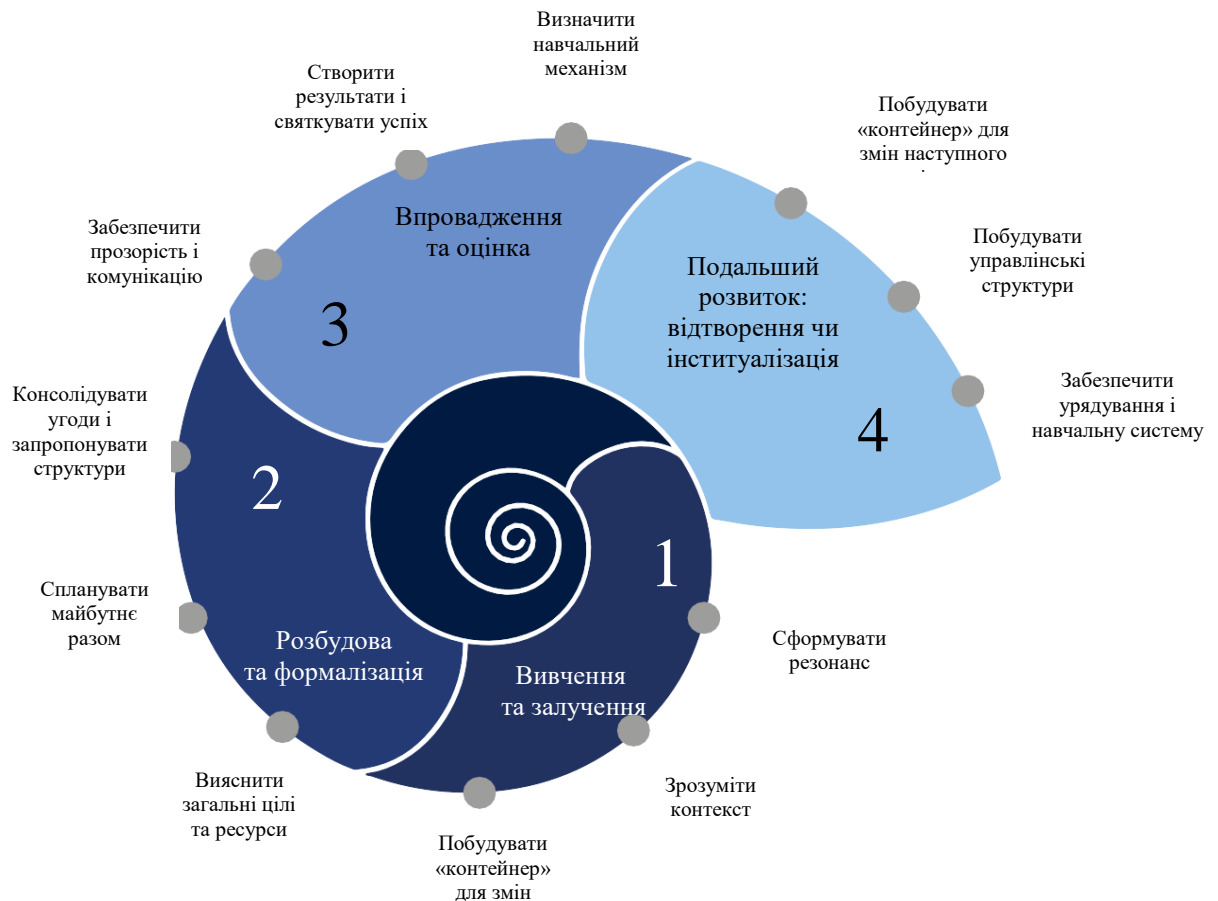 Визначити
навчальний
механізм
Створити
результати і
святкувати успіх
Побудувати
«контейнер» для
змін наступного
Забезпечити
прозорість і
комунікацію
Впровадження
та оцінка
3
Подальший
розвиток:
відтворення чи
інституалізація
4
Побудувати
управлінські
структури
Забезпечити
урядування і
навчальну систему
Консолідувати
угоди і
запропонувати
структури
2
Спланувати
майбутнє
разом
Розбудова
та формалізація
1
Вивчення
та залучення
Сформувати
резонанс
Вияснити
загальні цілі
та ресурси
Зрозуміти
контекст
Побудувати
«контейнер»
для змін